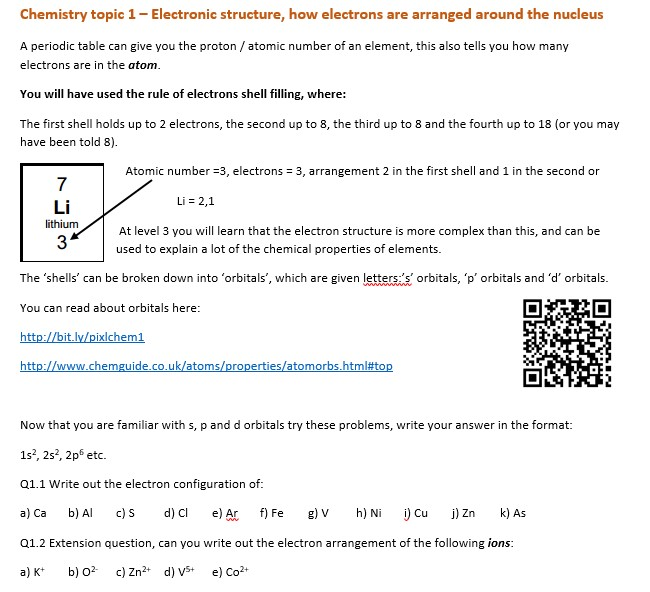 Chemistry topic 1 – Electronic structure, how electrons are arranged around the nucleus
A periodic table can give you the proton / atomic number of an element, this also tells you how many
electrons are in the atom.
You will have used the rule of electrons shell filling, where:
The first shell holds up to 2 electrons, the second up to 8, the third up to 8 and the fourth up to 18 (or you may
have been told 8).
7
Li
lithium
3
Atomic number =3, electrons = 3, arrangement 2 in the first shell and 1 in the second or
Li = 2,1
At level 3 you will learn that the electron structure is more complex than this, and can be
used to explain a lot of the chemical properties of elements.
The ‘shells’ can be broken down into ‘orbitals’, which are given letters:’s’ orbitals, ‘p’ orbitals and ‘d’ orbitals.
You can read about orbitals here:
http://bit.ly/pixlchem1
http://www.chemguide.co.uk/atoms/properties/atomorbs.html#top
Now that you are familiar with s, p and d orbitals try these problems, write your answer in the format:
1s², 2s², 2p⁶ etc.
Q1.1 Write out the electron configuration of:
a) Ca b) Al c) S d) Cl e) Ar f) Fe g) V h) Ni i) Cu j) Zn k) As
Q1.2 Extension question, can you write out the electron arrangement of the following ions:
a) K⁺ b) O²⁻ c) Zn²⁺ d) V⁵⁺ e) Co²⁺